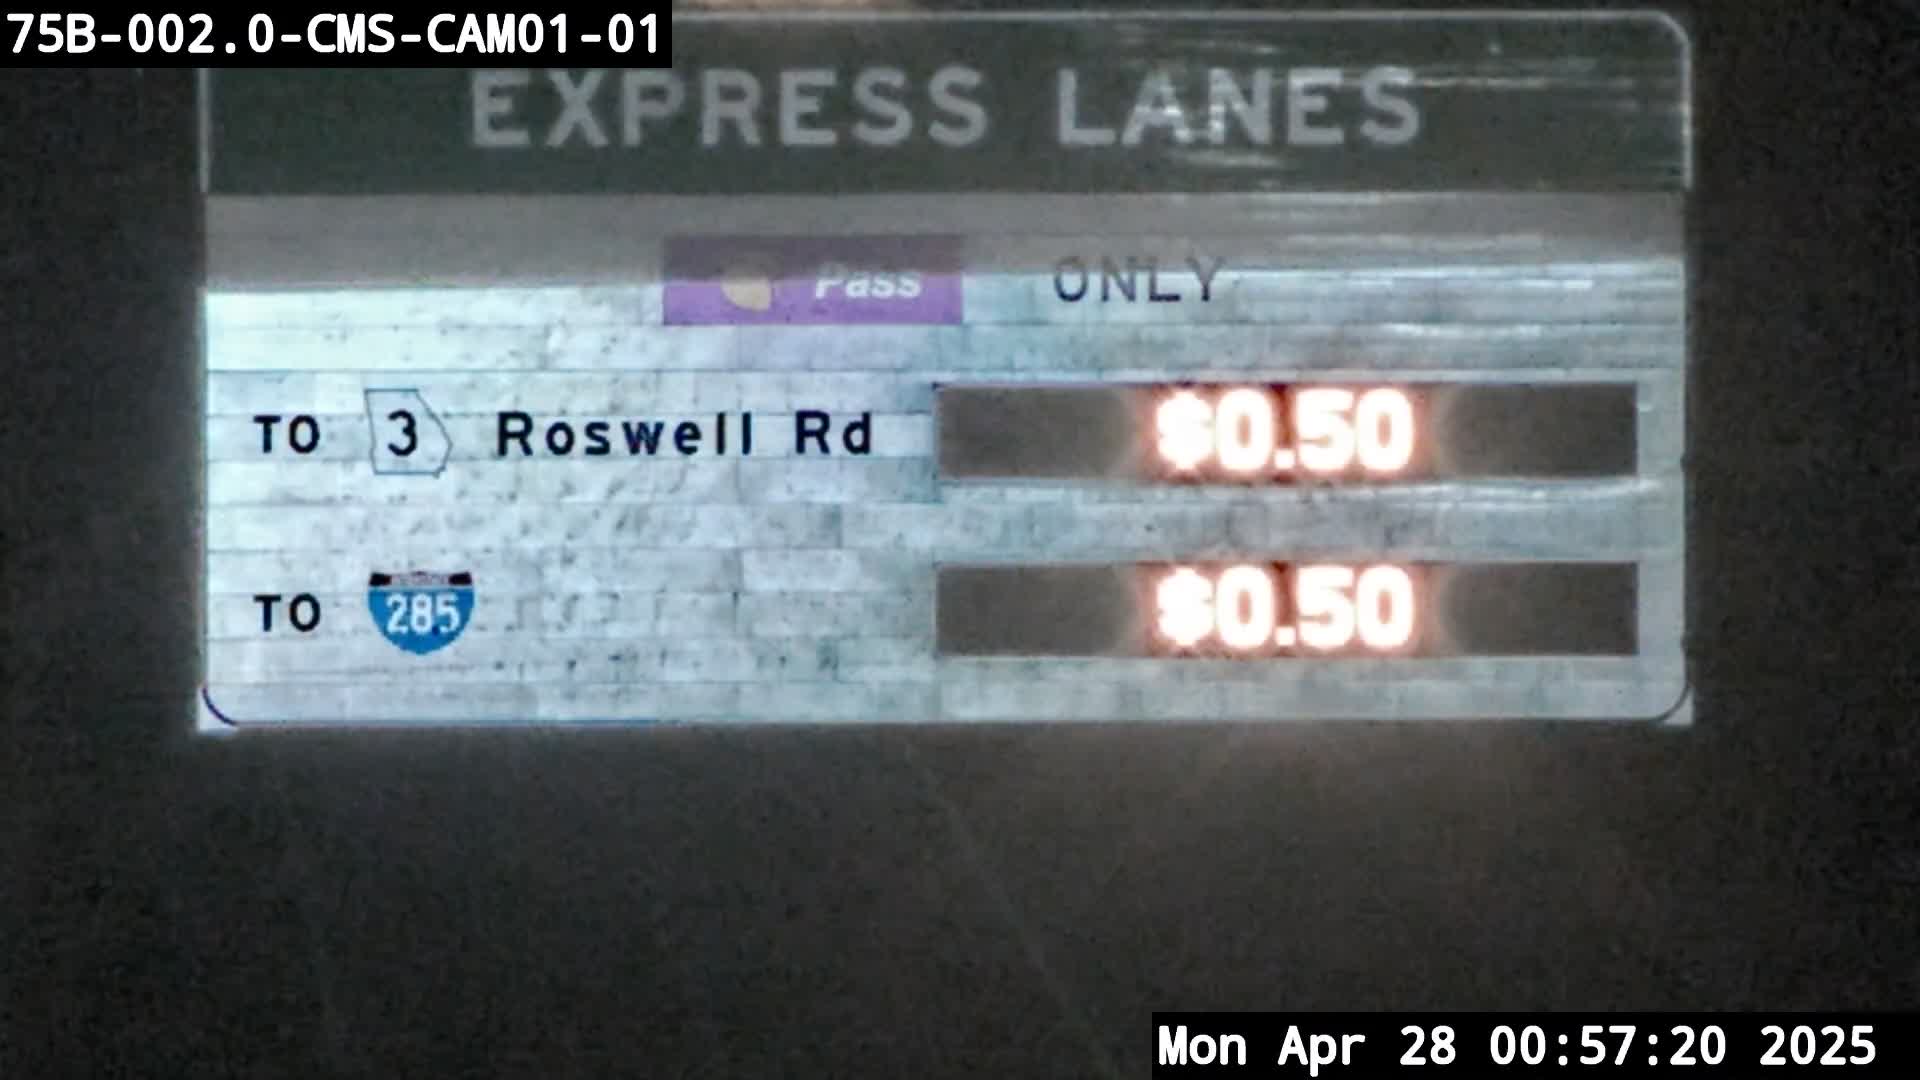 75B-002.0-CMS-CAM01-01
EXPRESS LANES
Pass ONLY
TO 3 Roswell Rd $0.50
TO 285 $0.50
Mon Apr 28 00:57:20 2025